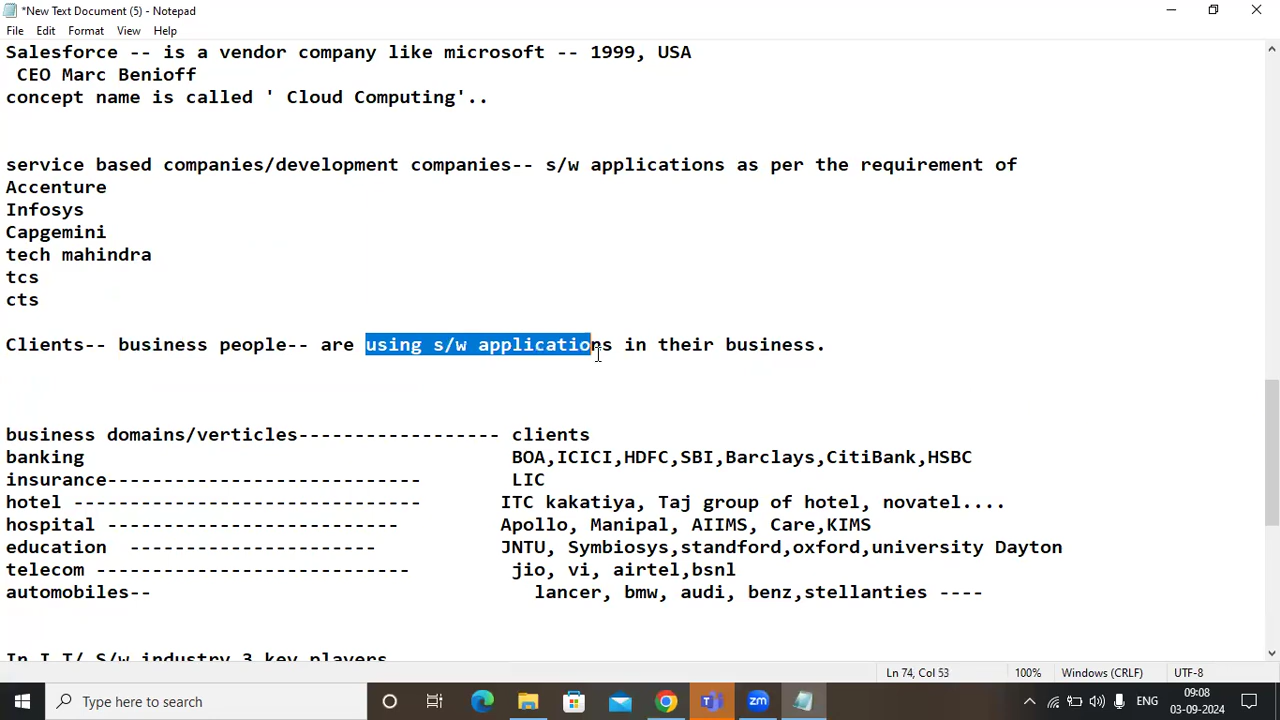 *New Text Document (5) - Notepad
File Edit Format View Help
Salesforce -- is a vendor company like microsoft -- 1999, USA
CEO Marc Benioff
concept name is called ' Cloud Computing'..
service based companies/development companies-- s/w applications as per the requirement of
Accenture
Infosys
Capgemini
tech mahindra
tcs
cts
Clients-- business people-- are using s/w applications in their business.
business domains/verticles------------------ clients
banking BOA,ICICI,HDFC,SBI,Barclays,CitiBank,HSBC
insurance---------------------------- LIC
hotel ------------------------------- ITC kakatiya, Taj group of hotel, novatel....
hospital -------------------------- Apollo, Manipal, AIIMS, Care,KIMS
education ---------------------- JNTU, Symbiosys,standford,oxford,university Dayton
telecom ---------------------------- jio, vi, airtel,bsnl
automobiles-- lancer, bmw, audi, benz,stellanties ----
In I T/ S/w industry 3 key players
Ln 74, Col 53 100% Windows (CRLF) UTF-8
Type here to search
ENG
09:08
03-09-2024